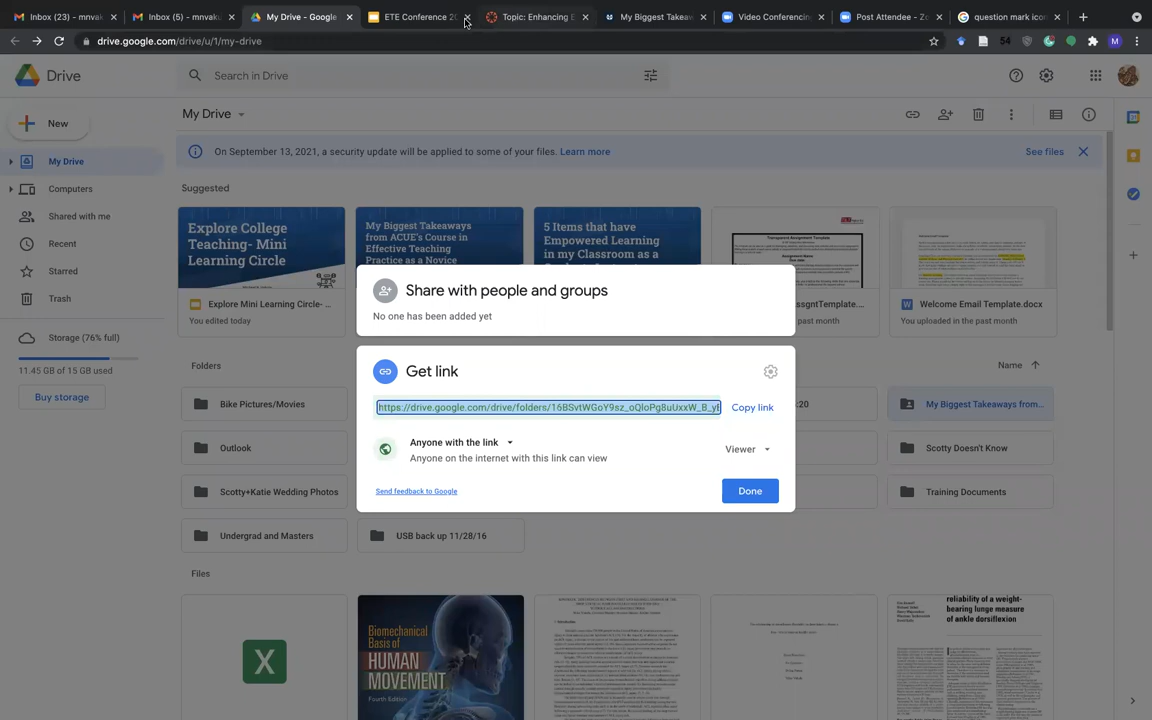 Inbox (23) - mnvak
Inbox (5) - mnvaku
My Drive - Google
ETE Conference 20
Topic: Enhancing E
My Biggest Takeaw
Video Conferencing
Post Attendee - Zo
question mark icon
drive.google.com/drive/u/1/my-drive
54
M
Drive
Search in Drive
New
My Drive
On September 13, 2021, a security update will be applied to some of your files. Learn more
See files
My Drive
Computers
Shared with me
Recent
Starred
Trash
Storage (76% full)
11.45 GB of 15 GB used
Buy storage
Suggested
Explore College
Teaching- Mini
Learning Circle
Explore Mini Learning Circle- ...
You edited today
My Biggest Takeaways
from ACUE's Course in
Effective Teaching
Practice as a Novice
5 Items that have
Empowered Learning
in my Classroom as a
Transparent Assignment Template
ssgntTemplate....
past month
Welcome Email Template.docx
You uploaded in the past month
Share with people and groups
No one has been added yet
Get link
https://drive.google.com/drive/folders/16BSvtWGoY9sz_oQloPg8uUxxW_B_y
Copy link
Anyone with the link
Anyone on the internet with this link can view
Viewer
Send feedback to Google
Done
Folders
Name
Bike Pictures/Movies
:20
My Biggest Takeaways from...
Outlook
Scotty Doesn't Know
Scotty+Katie Wedding Photos
Training Documents
Undergrad and Masters
USB back up 11/28/16
Files
X
Biomechanical
Basis of
HUMAN
MOVEMENT
Fourth Edition
reliability of a weight-
bearing lunge measure
of ankle dorsiflexion